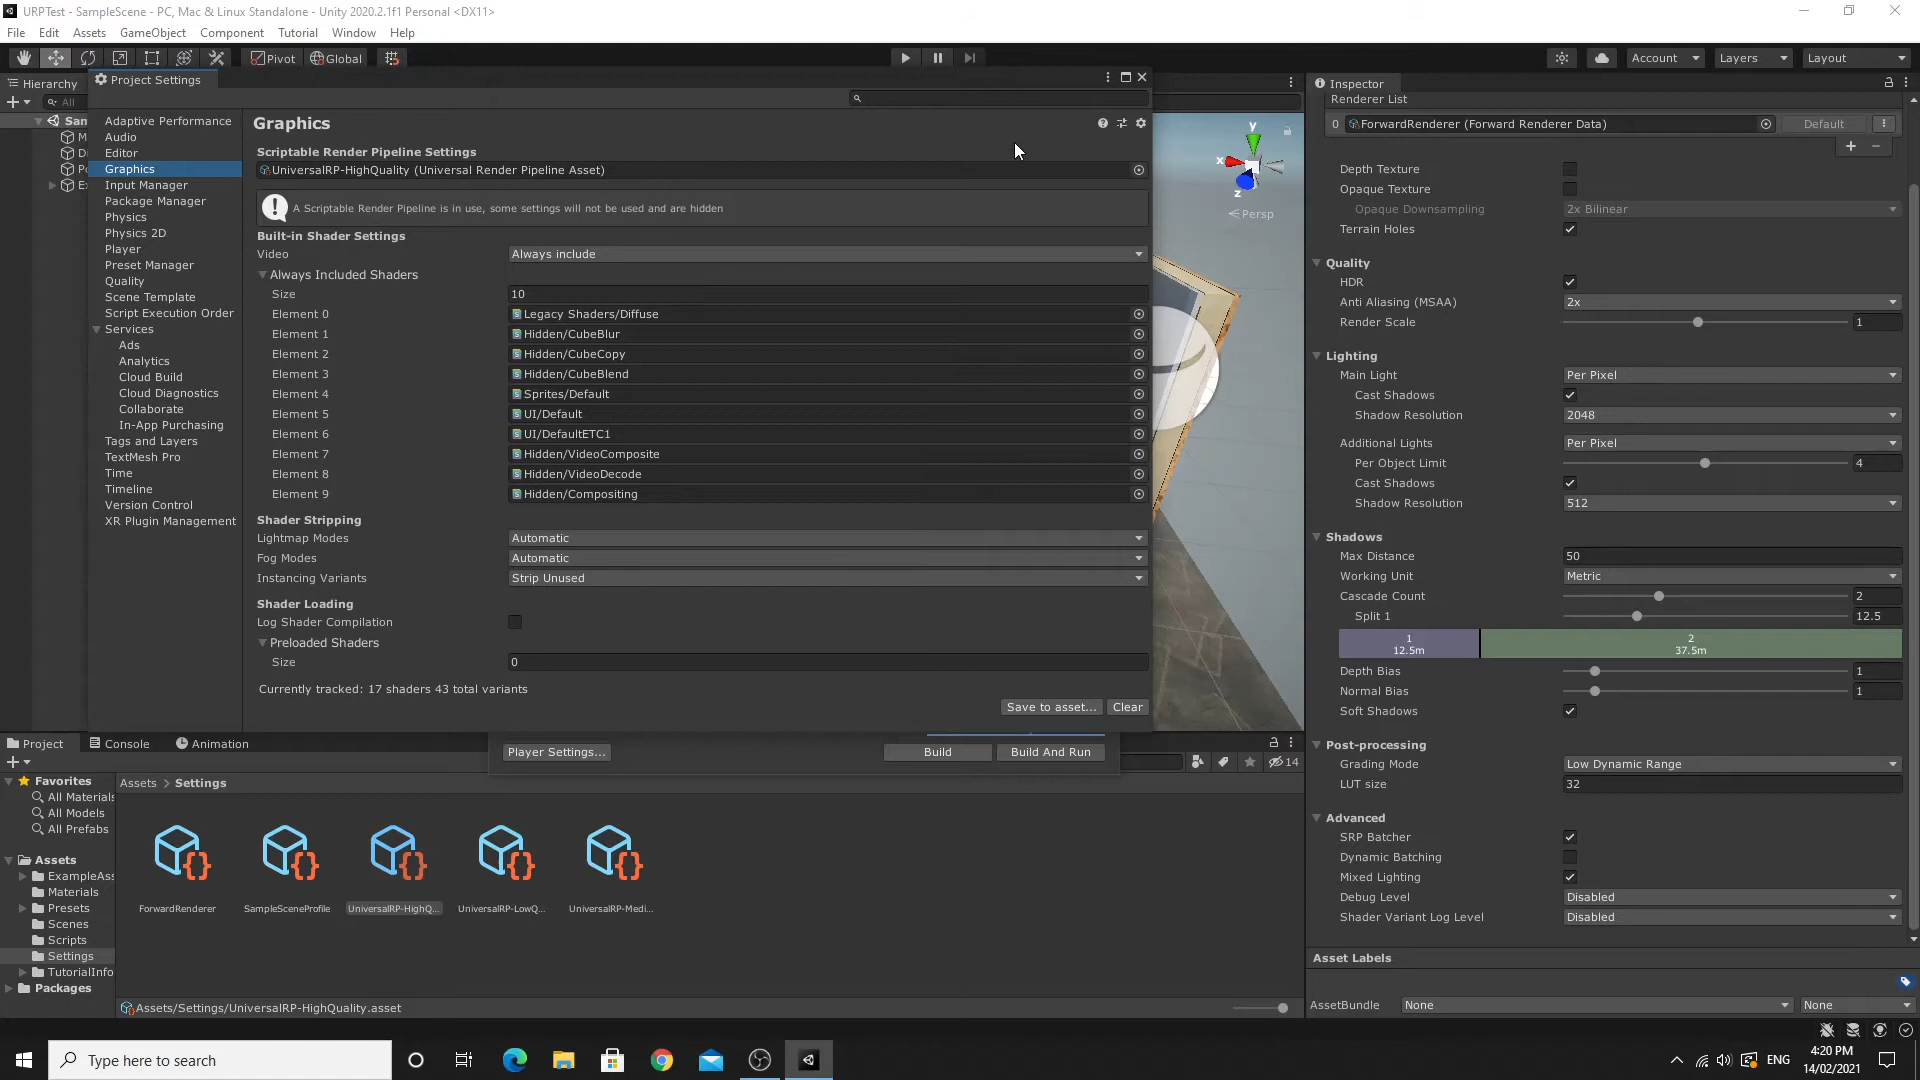 URPTest - SampleScene - PC, Mac & Linux Standalone - Unity 2020.2.1f1 Personal <DX11>
File Edit Assets GameObject Component Tutorial Window Help
Pivot Global Account Layers Layout
Hierarchy
Project Settings
Inspector
All
Sam
Adaptive Performance
Audio
Editor
Graphics
Input Manager
Package Manager
Physics
Physics 2D
Player
Preset Manager
Quality
Scene Template
Script Execution Order
Services
Ads
Analytics
Cloud Build
Cloud Diagnostics
Collaborate
In-App Purchasing
Tags and Layers
TextMesh Pro
Time
Timeline
Version Control
XR Plugin Management
Graphics
Scriptable Render Pipeline Settings
UniversalRP-HighQuality (Universal Render Pipeline Asset)
A Scriptable Render Pipeline is in use, some settings will not be used and are hidden
Built-in Shader Settings
Video Always include
Always Included Shaders
Size 10
Element 0 Legacy Shaders/Diffuse
Element 1 Hidden/CubeBlur
Element 2 Hidden/CubeCopy
Element 3 Hidden/CubeBlend
Element 4 Sprites/Default
Element 5 UI/Default
Element 6 UI/DefaultETC1
Element 7 Hidden/VideoComposite
Element 8 Hidden/VideoDecode
Element 9 Hidden/Compositing
Shader Stripping
Lightmap Modes Automatic
Fog Modes Automatic
Instancing Variants Strip Unused
Shader Loading
Log Shader Compilation
Preloaded Shaders
Size 0
Currently tracked: 17 shaders 43 total variants
Save to asset... Clear
Player Settings... Build Build And Run
y
x
z
Persp
Renderer List
0 ForwardRenderer (Forward Renderer Data) Default
Depth Texture
Opaque Texture
Opaque Downsampling 2x Bilinear
Terrain Holes
Quality
HDR
Anti Aliasing (MSAA) 2x
Render Scale 1
Lighting
Main Light Per Pixel
Cast Shadows
Shadow Resolution 2048
Additional Lights Per Pixel
Per Object Limit 4
Cast Shadows
Shadow Resolution 512
Shadows
Max Distance 50
Working Unit Metric
Cascade Count 2
Split 1 12.5
1 2
12.5m 37.5m
Depth Bias 1
Normal Bias 1
Soft Shadows
Post-processing
Grading Mode Low Dynamic Range
LUT size 32
Advanced
SRP Batcher
Dynamic Batching
Mixed Lighting
Debug Level Disabled
Shader Variant Log Level Disabled
Asset Labels
AssetBundle None None
Project Console Animation
14
Favorites
All Materials
All Models
All Prefabs
Assets
ExampleAss
Materials
Presets
Scenes
Scripts
Settings
TutorialInfo
Packages
Assets > Settings
ForwardRenderer SampleSceneProfile UniversalRP-HighQ... UniversalRP-LowQ... UniversalRP-Medi...
Assets/Settings/UniversalRP-HighQuality.asset
Type here to search
ENG
4:20 PM
14/02/2021